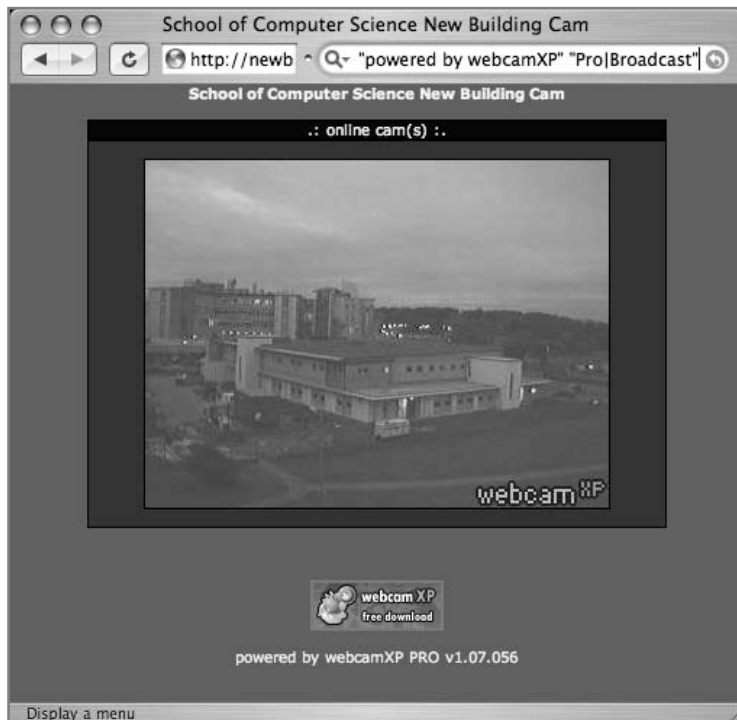 School of Computer Science New Building Cam
http://newb "powered by webcamXP" "Pro|Broadcast"
School of Computer Science New Building Cam
.: online cam(s) :.
webcam XP
webcam XP
free download
powered by webcamXP PRO v1.07.056
Display a menu